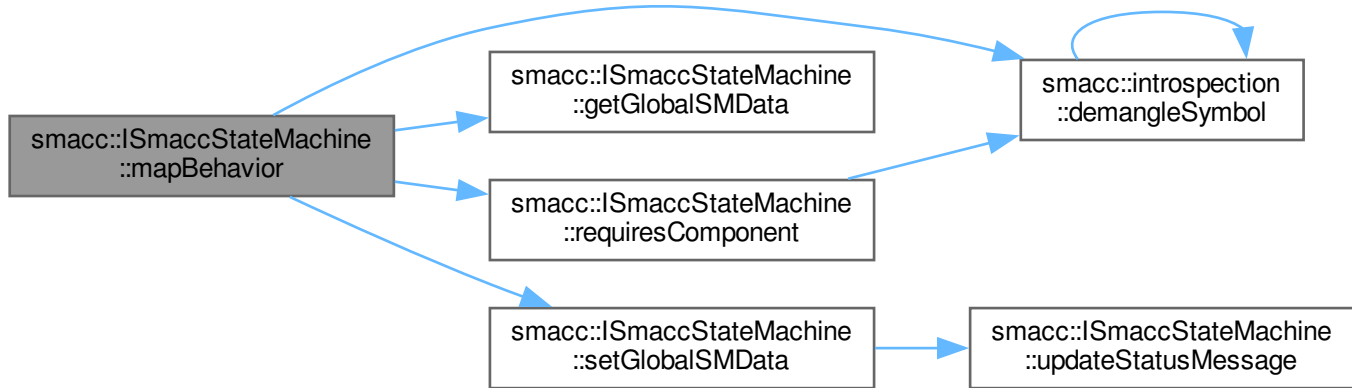 smacc::ISmaccStateMachine
::mapBehavior
smacc::ISmaccStateMachine
::getGlobalSMData
smacc::ISmaccStateMachine
::requiresComponent
smacc::ISmaccStateMachine
::setGlobalSMData
smacc::introspection
::demangleSymbol
smacc::ISmaccStateMachine
::updateStatusMessage